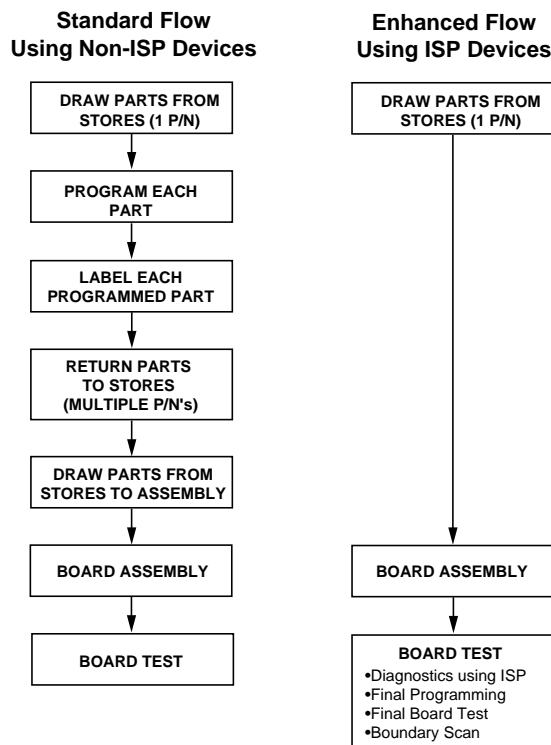 Standard Flow
Using Non-ISP Devices
DRAW PARTS FROM
STORES (1 P/N)
PROGRAM EACH
PART
LABEL EACH
PROGRAMMED PART
RETURN PARTS
TO STORES
(MULTIPLE P/N's)
DRAW PARTS FROM
STORES TO ASSEMBLY
BOARD ASSEMBLY
BOARD TEST
Enhanced Flow
Using ISP Devices
DRAW PARTS FROM
STORES (1 P/N)
BOARD ASSEMBLY
BOARD TEST
•Diagnostics using ISP
•Final Programming
•Final Board Test
•Boundary Scan